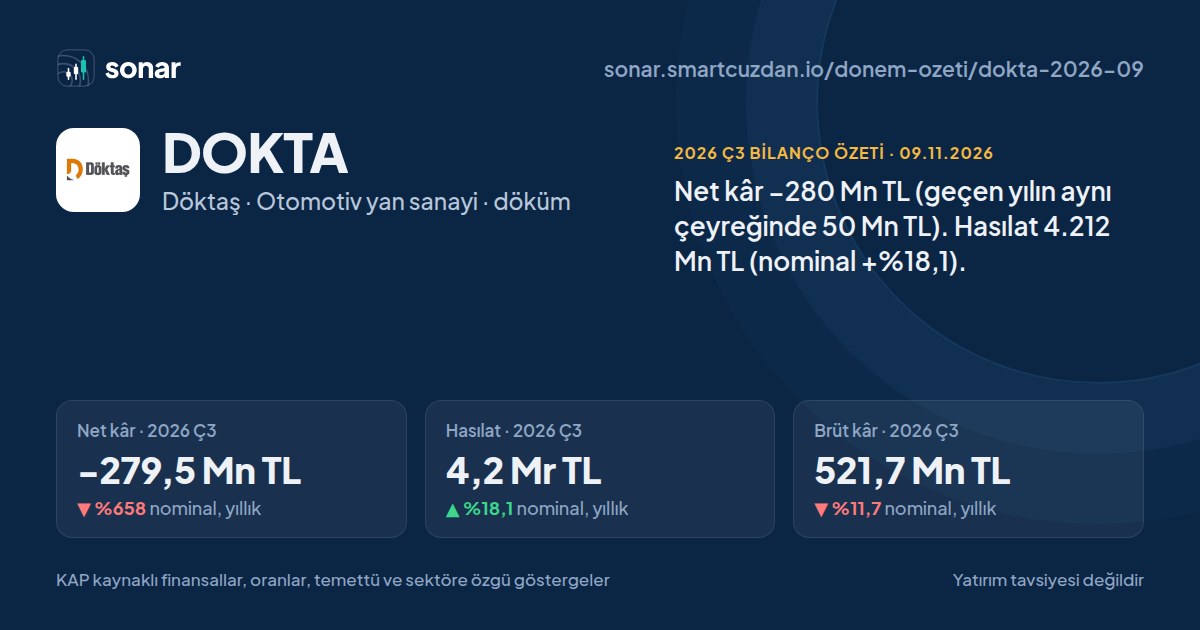 sonar
sonar.smartcuzdan.io/donem-ozeti/dokta-2026-09
Döktaş
DOKTA
Döktaş · Otomotiv yan sanayi · döküm
2026 Ç3 BİLANÇO ÖZETİ · 09.11.2026
Net kâr −280 Mn TL (geçen yılın aynı
çeyreğinde 50 Mn TL). Hasılat 4.212
Mn TL (nominal +%18,1).
Net kâr · 2026 Ç3
−279,5 Mn TL
▼ %658 nominal, yıllık
Hasılat · 2026 Ç3
4,2 Mr TL
▲ %18,1 nominal, yıllık
Brüt kâr · 2026 Ç3
521,7 Mn TL
▼ %11,7 nominal, yıllık
KAP kaynaklı finansallar, oranlar, temettü ve sektöre özgü göstergeler
Yatırım tavsiyesi değildir